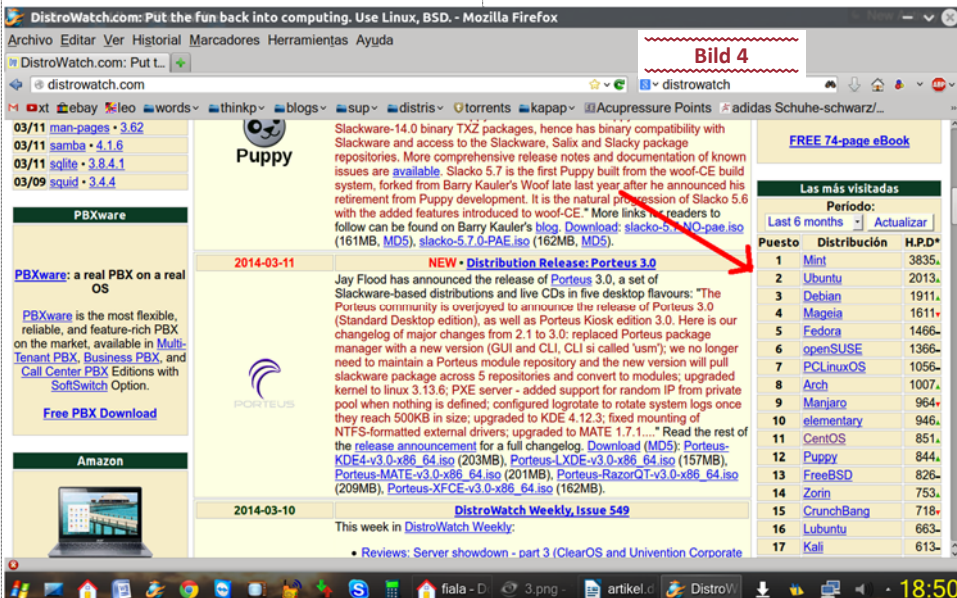 DistroWatch.com: Put the fun back into computing. Use Linux, BSD. - Mozilla Firefox
Archivo Editar Ver Historial Marcadores Herramientas Ayuda
Bild 4
DistroWatch.com: Put t...
distrowatch.com
distrowatch
xt ebay leo words thinkp blogs sup distris torrents kapap Acupressure Points adidas Schuhe-schwarz/...
03/11 man-pages • 3.62
03/11 samba • 4.1.6
03/11 sqlite • 3.8.4.1
03/09 squid • 3.4.4
PBXware
PBXware: a real PBX on a real
OS
PBXware is the most flexible,
reliable, and feature-rich PBX
on the market, available in Multi-
Tenant PBX, Business PBX, and
Call Center PBX Editions with
SoftSwitch Option.
Free PBX Download
Amazon
Puppy
Slackware-14.0 binary TXZ packages, hence has binary compatibility with
Slackware and access to the Slackware, Salix and Slacky package
repositories. More comprehensive release notes and documentation of known
issues are available. Slacko 5.7 is the first Puppy built from the woof-CE build
system, forked from Barry Kauler's Woof late last year after he announced his
retirement from Puppy development. It is the natural progression of Slacko 5.6
with the added features introduced to woof-CE." More links for readers to
follow can be found on Barry Kauler's blog. Download: slacko-5.7-NO-pae.iso
(161MB, MD5), slacko-5.7.0-PAE.iso (162MB, MD5).
2014-03-11 NEW • Distribution Release: Porteus 3.0
PORTEUS
Jay Flood has announced the release of Porteus 3.0, a set of
Slackware-based distributions and live CDs in five desktop flavours: "The
Porteus community is overjoyed to announce the release of Porteus 3.0
(Standard Desktop edition), as well as Porteus Kiosk edition 3.0. Here is our
changelog of major changes from 2.1 to 3.0: replaced Porteus package
manager with a new version (GUI and CLI, CLI si called 'usm'); we no longer
need to maintain a Porteus module repository and the new version will pull
slackware package across 5 repositories and convert to modules; upgraded
kernel to linux 3.13.6; PXE server - added support for random IP from private
pool when nothing is defined; configured logrotate to rotate system logs once
they reach 500KB in size; upgraded to KDE 4.12.3; fixed mounting of
NTFS-formatted external drives; upgraded to MATE 1.7.1...." Read the rest of
the release announcement for a full changelog. Download (MD5): Porteus-
KDE4-v3.0-x86_64.iso (203MB), Porteus-LXDE-v3.0-x86_64.iso (157MB),
Porteus-MATE-v3.0-x86_64.iso (201MB), Porteus-RazorQT-v3.0-x86_64.iso
(209MB), Porteus-XFCE-v3.0-x86_64.iso (162MB).
2014-03-10 DistroWatch Weekly, Issue 549
This week in DistroWatch Weekly:
• Reviews: Server showdown - part 3 (ClearOS and Univention Corporate
FREE 74-page eBook
Las más visitadas
Período:
Last 6 months Actualizar
Puesto Distribución H.P.D*
1 Mint 3835
2 Ubuntu 2013
3 Debian 1911
4 Mageia 1611
5 Fedora 1466
6 openSUSE 1366
7 PCLinuxOS 1056
8 Arch 1007
9 Manjaro 964
10 elementary 946
11 CentOS 851
12 Puppy 844
13 FreeBSD 826
14 Zorin 753
15 CrunchBang 718
16 Lubuntu 663
17 Kali 613
fiala - D 3.png - artikel.d DistroW 18:50